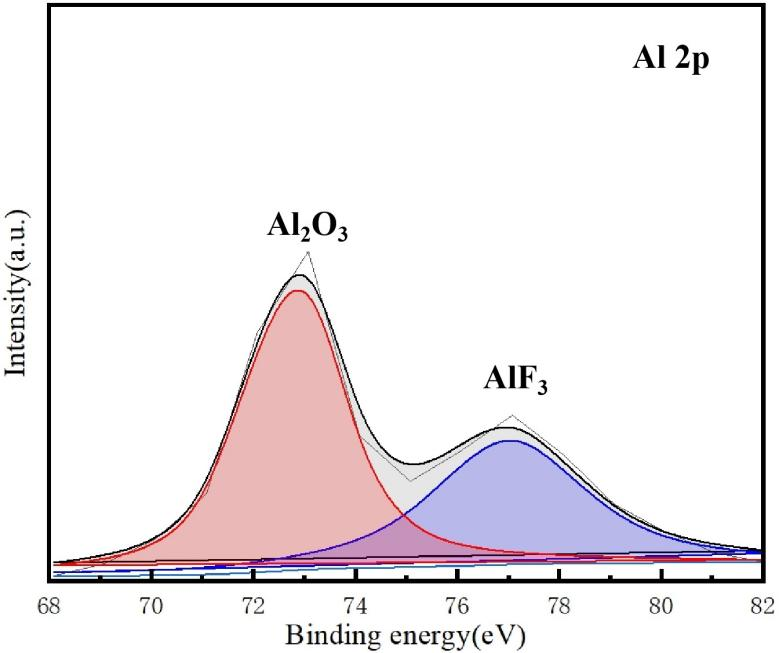 Al 2p
Al₂O₃
AlF₃
Intensity(a.u.)
68 70 72 74 76 78 80 82
Binding energy(eV)